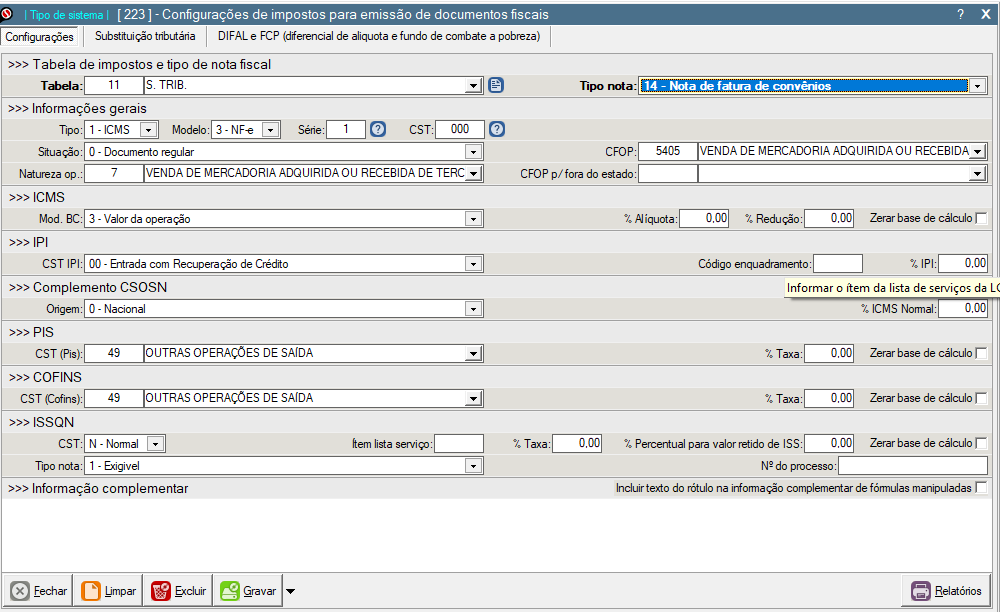 | Tipo de sistema | [ 223 ] - Configurações de impostos para emissão de documentos fiscais ? X
Configurações Substituição tributária DIFAL e FCP (diferencial de aliquota e fundo de combate a pobreza)
>>> Tabela de impostos e tipo de nota fiscal
Tabela: 11 S. TRIB. Tipo nota: 14 - Nota de fatura de convênios
>>> Informações gerais
Tipo: 1 - ICMS Modelo: 3 - NF-e Série: 1 ? CST: 000 ?
Situação: 0 - Documento regular CFOP: 5405 VENDA DE MERCADORIA ADQUIRIDA OU RECEBIDA
Natureza op.: 7 VENDA DE MERCADORIA ADQUIRIDA OU RECEBIDA DE TERC CFOP p/ fora do estado:
>>> ICMS
Mod. BC: 3 - Valor da operação % Alíquota: 0,00 % Redução: 0,00 Zerar base de cálculo
>>> IPI
CST IPI: 00 - Entrada com Recuperação de Crédito Código enquadramento: % IPI: 0,00
>>> Complemento CSOSN Informar o ítem da lista de serviços da LC
Origem: 0 - Nacional % ICMS Normal: 0,00
>>> PIS
CST (Pis): 49 OUTRAS OPERAÇÕES DE SAÍDA % Taxa: 0,00 Zerar base de cálculo
>>> COFINS
CST (Cofins): 49 OUTRAS OPERAÇÕES DE SAÍDA % Taxa: 0,00 Zerar base de cálculo
>>> ISSQN
CST: N - Normal Ítem lista serviço: % Taxa: 0,00 % Percentual para valor retido de ISS: 0,00 Zerar base de cálculo
Tipo nota: 1 - Exigivel Nº do processo:
>>> Informação complementar Incluir texto do rótulo na informação complementar de fórmulas manipuladas
Fechar Limpar Excluir Gravar Relatórios